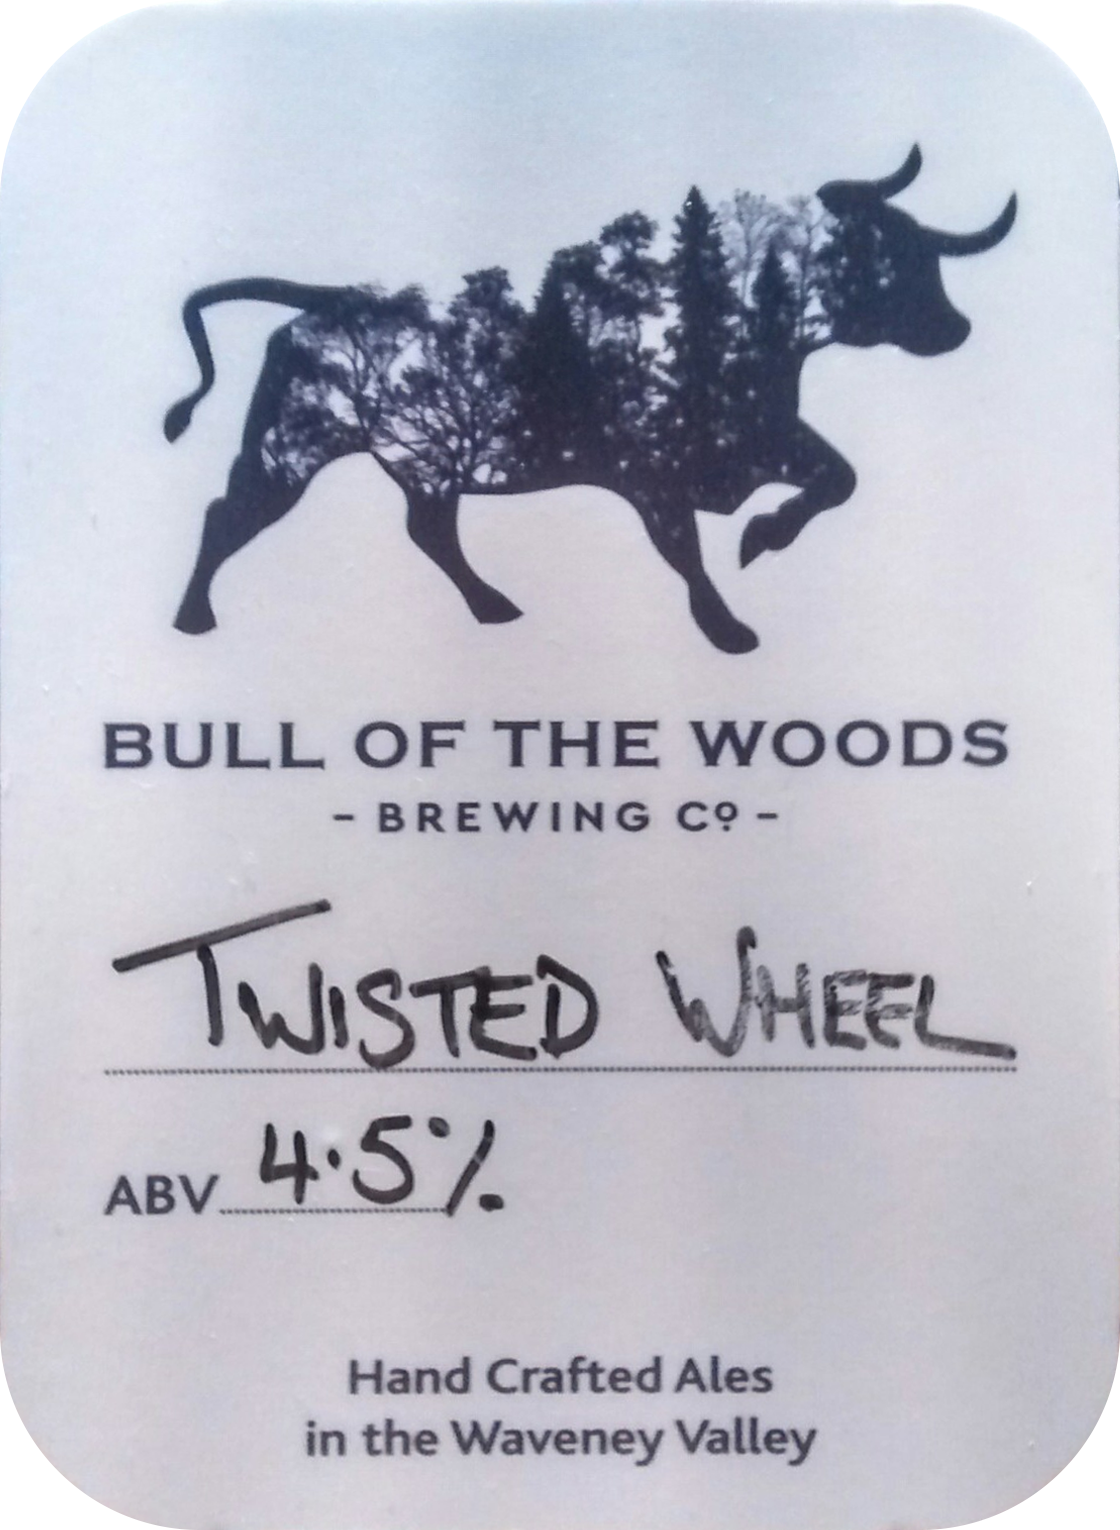 BULL OF THE WOODS
- BREWING Cº -
TWISTED WHEEL
ABV 4·5%
Hand Crafted Ales
in the Waveney Valley